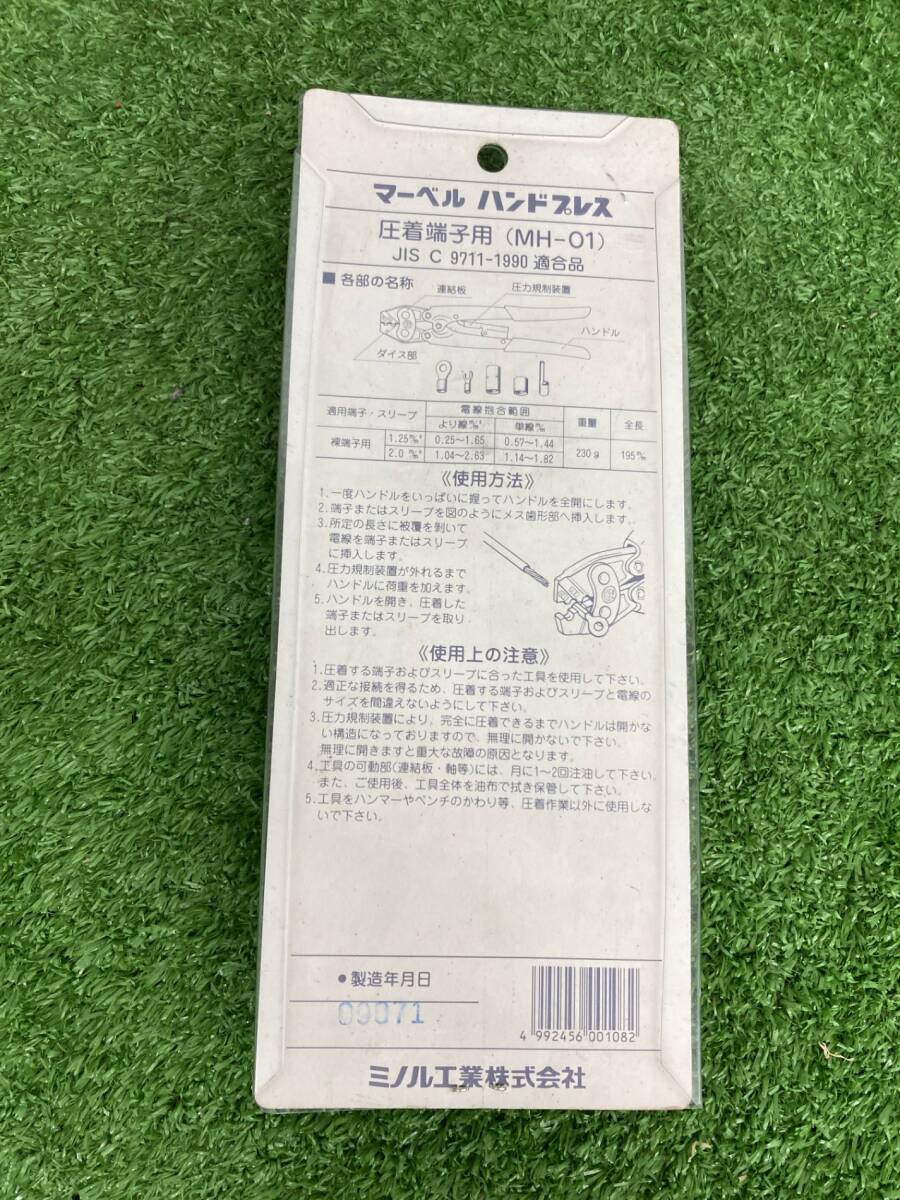 マーベル ハンドプレス
圧着端子用（MH-01）
JIS C 9711-1990 適合品
■ 各部の名称
連結板
圧力規制装置
ハンドル
ダイス部
適用端子・スリーブ
電線抱合範囲
重量
全長
より線㎟
単線㎜
裸端子用
1.25㎟
0.25〜1.65
0.57〜1.44
230g
195㎜
2.0㎟
1.04〜2.63
1.14〜1.82
《使用方法》
1.一度ハンドルをいっぱいに握ってハンドルを全開にします。
2.端子またはスリーブを図のようにメス歯形部へ挿入します。
3.所定の長さに被覆を剝いて
電線を端子またはスリーブ
に挿入します。
4.圧力規制装置が外れるまで
ハンドルに荷重を加えます。
5.ハンドルを開き、圧着した
端子またはスリーブを取り
出します。
《使用上の注意》
1.圧着する端子およびスリーブに合った工具を使用して下さい。
2.適正な接続を得るため、圧着する端子およびスリーブと電線の
サイズを間違えないようにして下さい。
3.圧力規制装置により、完全に圧着できるまでハンドルは開かな
い構造になっておりますので、無理に開かないで下さい。
無理に開きますと重大な故障の原因となります。
4.工具の可動部(連結板・軸等)には、月に1〜2回注油して下さい。
また、ご使用後、工具全体を油布で拭き保管して下さい。
5.工具をハンマーやペンチのかわり等、圧着作業以外に使用しな
いで下さい。
● 製造年月日
09071
4 992456 001082
ミノル工業株式会社